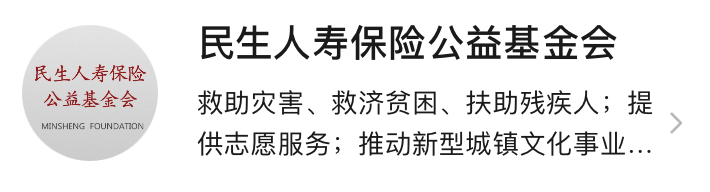 民生人寿保险
公益基金会
MINSHENG FOUNDATION
民生人寿保险公益基金会
救助灾害、救济贫困、扶助残疾人；提
供志愿服务；推动新型城镇文化事业...